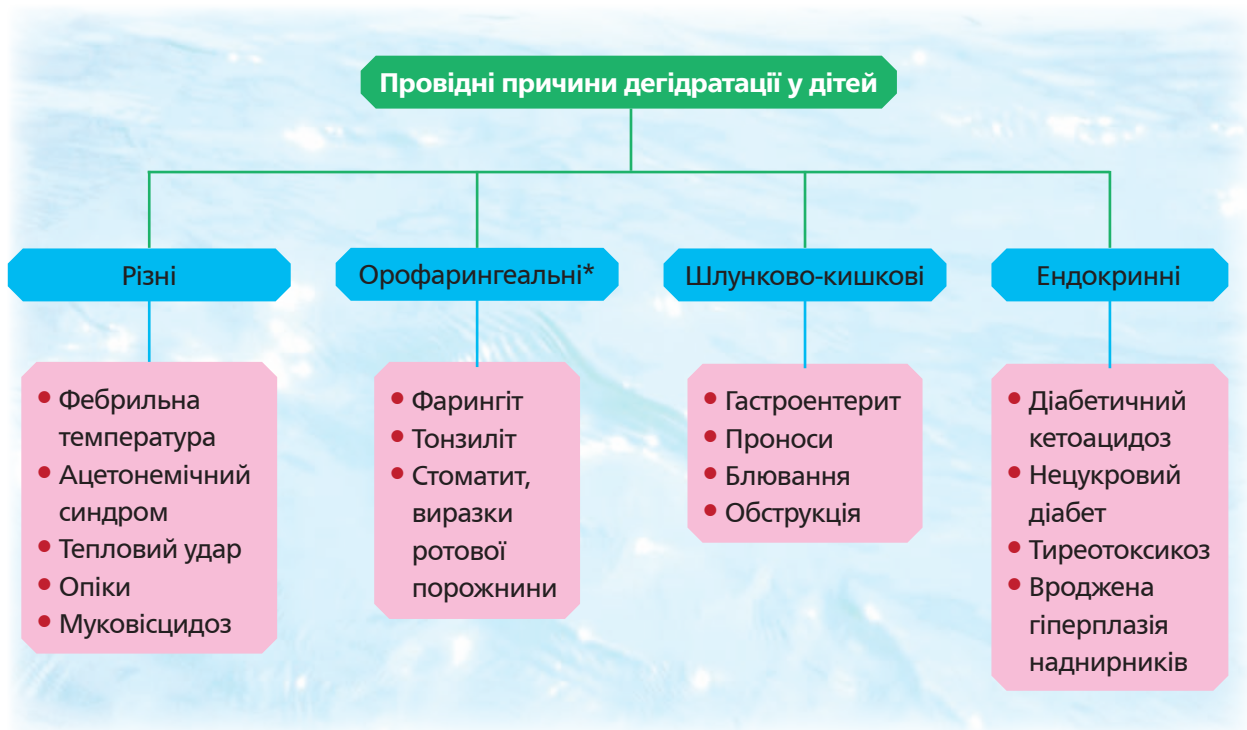 Провідні причини дегідратації у дітей
Різні
• Фебрильна
температура
• Ацетонемічний
синдром
• Тепловий удар
• Опіки
• Муковісцидоз
Орофарингеальні*
• Фарингіт
• Тонзиліт
• Стоматит,
виразки
ротової
порожнини
Шлунково-кишкові
• Гастроентерит
• Проноси
• Блювання
• Обструкція
Ендокринні
• Діабетичний
кетоацидоз
• Нецукровий
діабет
• Тиреотоксикоз
• Вроджена
гіперплазія
наднирників